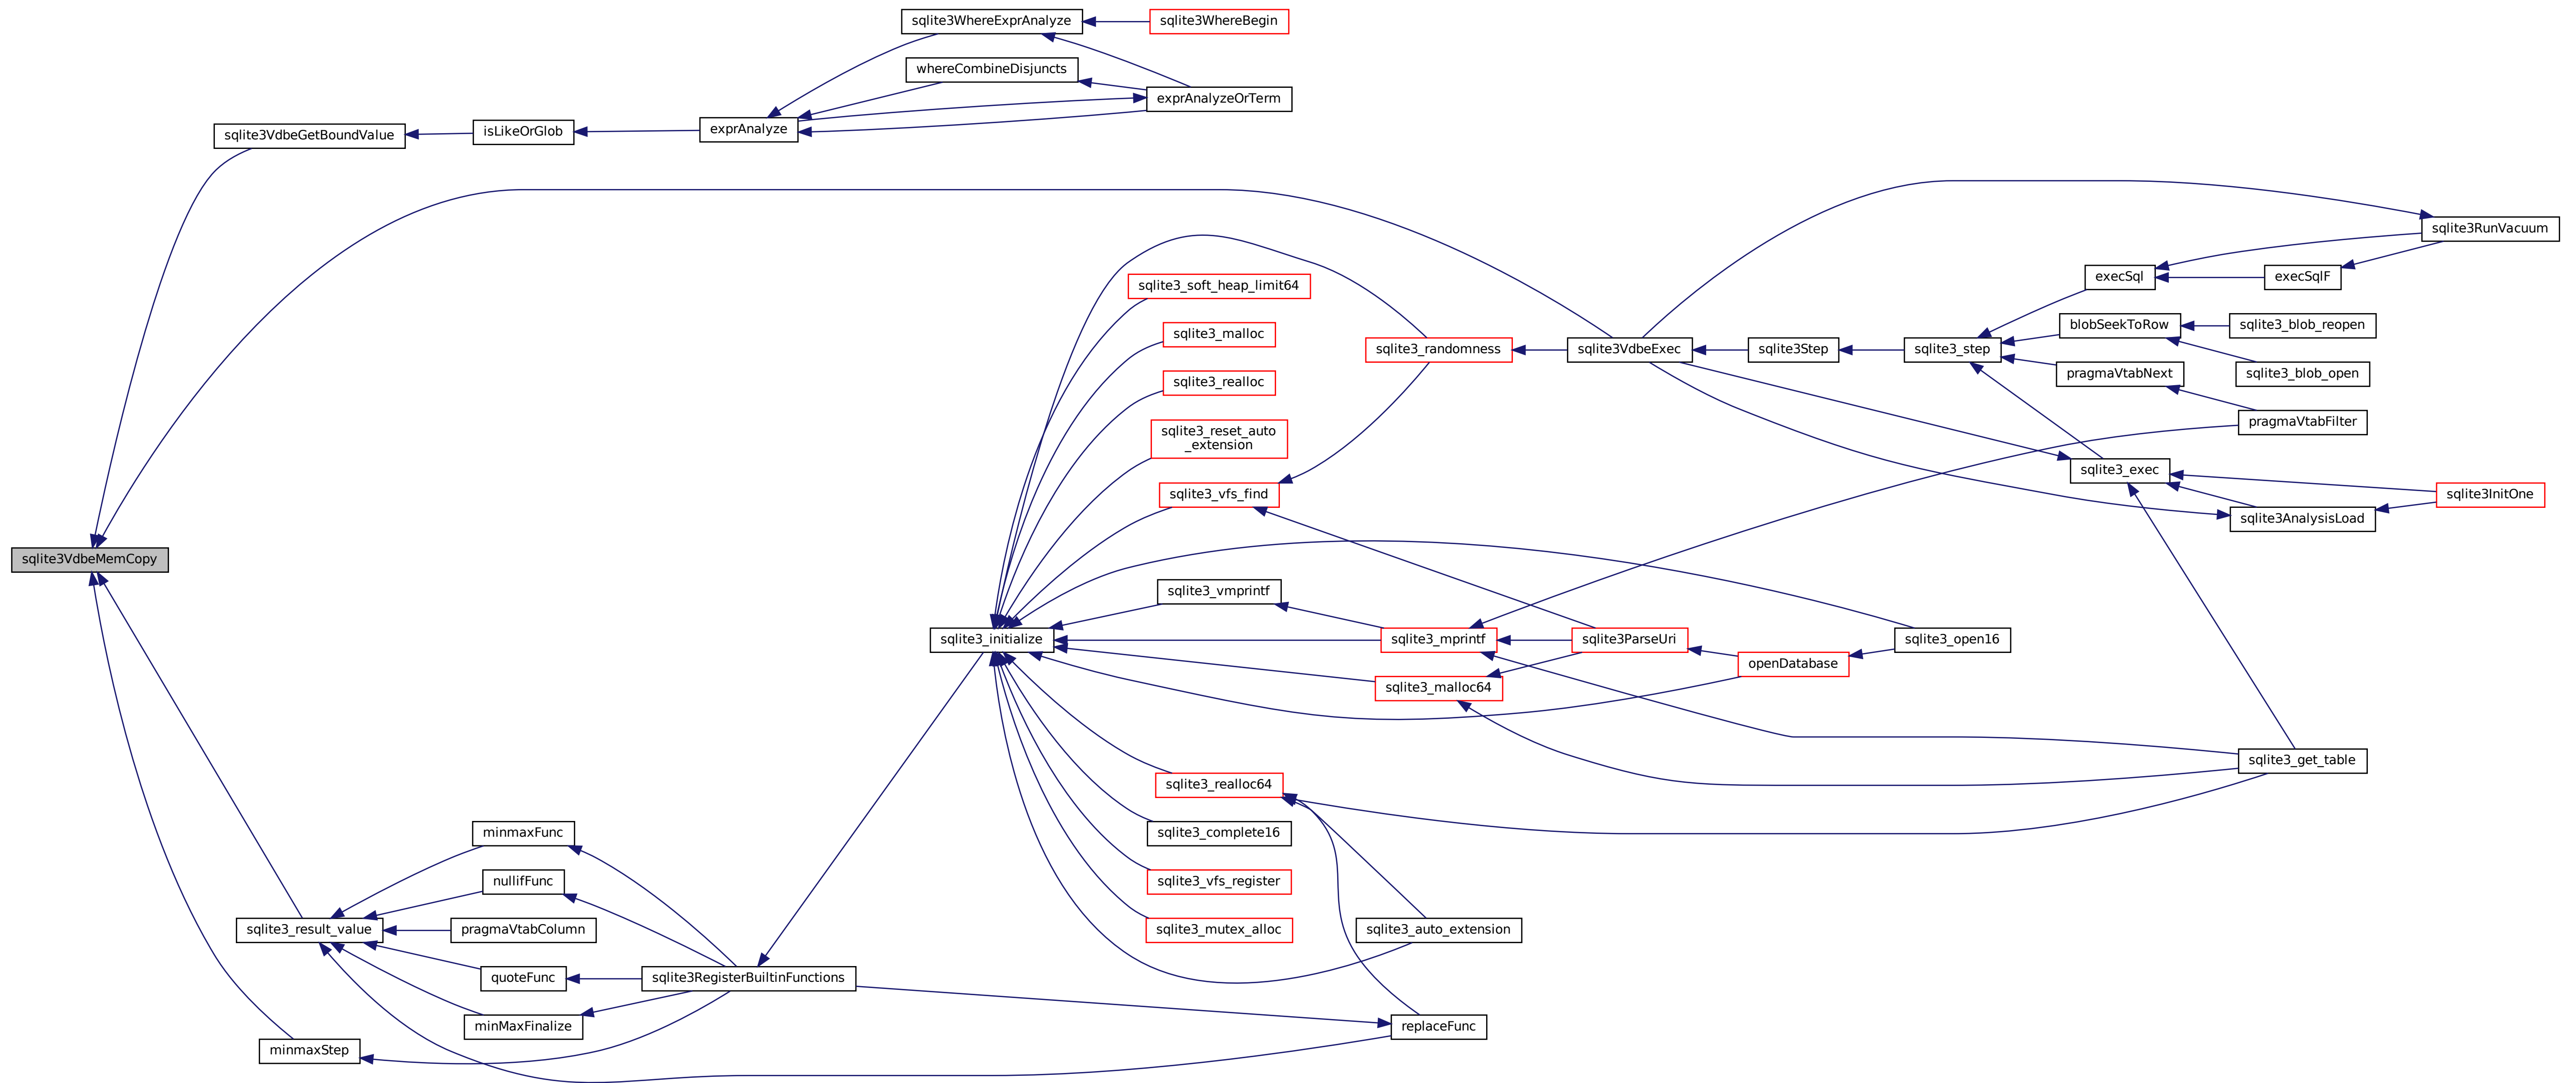 sqlite3WhereExprAnalyze
sqlite3WhereBegin
whereCombineDisjuncts
exprAnalyzeOrTerm
sqlite3VdbeGetBoundValue
isLikeOrGlob
exprAnalyze
sqlite3RunVacuum
execSql
execSqlF
sqlite3_soft_heap_limit64
blobSeekToRow
sqlite3_blob_reopen
sqlite3_malloc
sqlite3_randomness
sqlite3VdbeExec
sqlite3Step
sqlite3_step
pragmaVtabNext
sqlite3_blob_open
sqlite3_realloc
pragmaVtabFilter
sqlite3_reset_auto
_extension
sqlite3_exec
sqlite3_vfs_find
sqlite3InitOne
sqlite3AnalysisLoad
sqlite3VdbeMemCopy
sqlite3_vmprintf
sqlite3_initialize
sqlite3_mprintf
sqlite3ParseUri
sqlite3_open16
openDatabase
sqlite3_malloc64
sqlite3_get_table
sqlite3_realloc64
minmaxFunc
sqlite3_complete16
nullifFunc
sqlite3_vfs_register
sqlite3_result_value
pragmaVtabColumn
sqlite3_mutex_alloc
sqlite3_auto_extension
quoteFunc
sqlite3RegisterBuiltinFunctions
minMaxFinalize
replaceFunc
minmaxStep